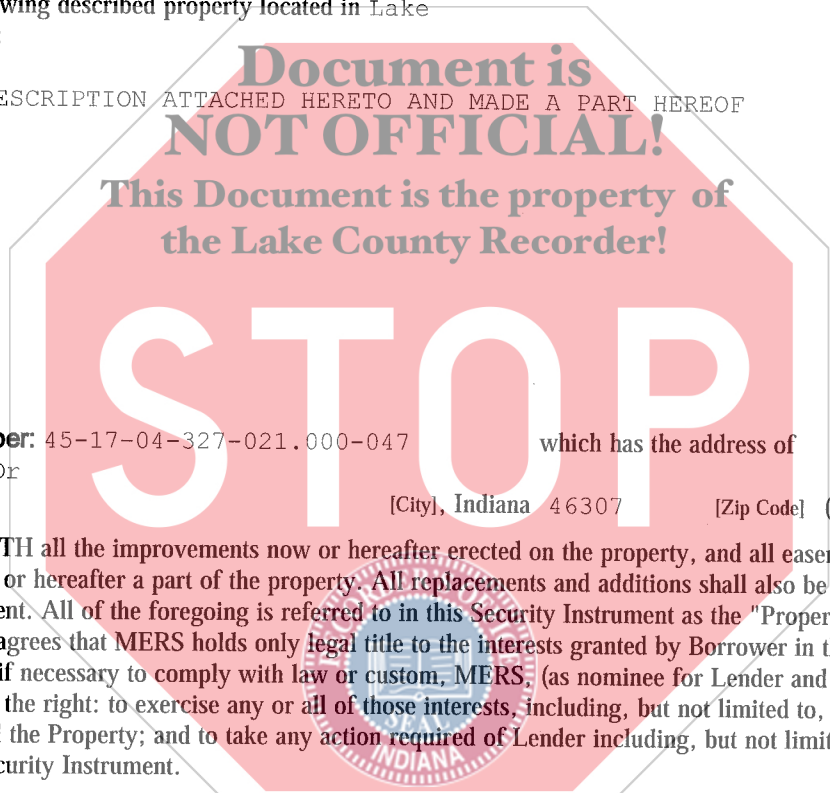 wing described property located in Lake
:
Document is
ESCRIPTION ATTACHED HERETO AND MADE A PART HEREOF
NOT OFFICIAL!
This Document is the property of
the Lake County Recorder!
STOP
ber: 45-17-04-327-021.000-047 which has the address of
Dr
[City], Indiana 46307 [Zip Code] (
TH all the improvements now or hereafter erected on the property, and all easer
or hereafter a part of the property. All replacements and additions shall also be
ent. All of the foregoing is referred to in this Security Instrument as the "Proper
agrees that MERS holds only legal title to the interests granted by Borrower in t
if necessary to comply with law or custom, MERS, (as nominee for Lender and
the right: to exercise any or all of those interests, including, but not limited to,
the Property; and to take any action required of Lender including, but not limit
curity Instrument.
SEAL
INDIANA